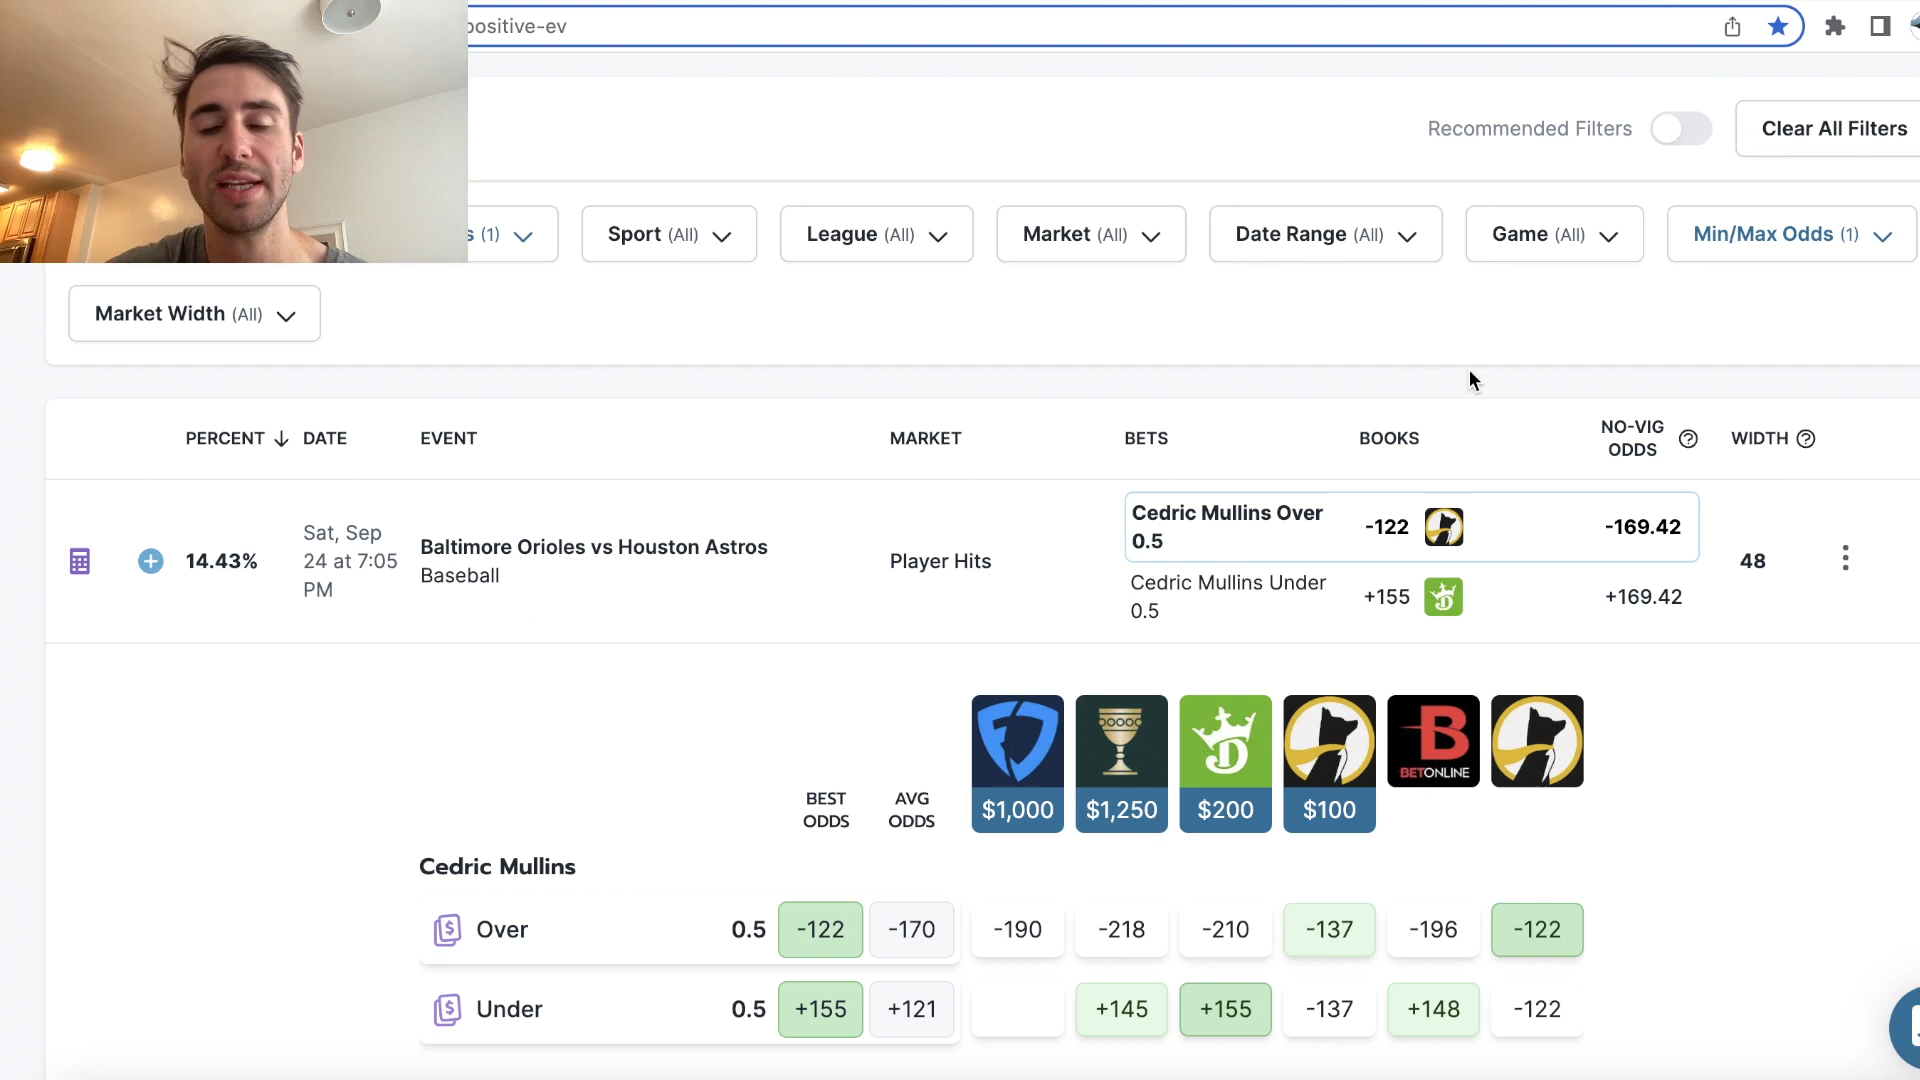 positive-ev
Recommended Filters
Clear All Filters
s (1)
Sport (All)
League (All)
Market (All)
Date Range (All)
Game (All)
Min/Max Odds (1)
Market Width (All)
PERCENT DATE EVENT MARKET BETS BOOKS NO-VIG ODDS WIDTH
14.43%
Sat, Sep
24 at 7:05
PM
Baltimore Orioles vs Houston Astros
Baseball
Player Hits
Cedric Mullins Over
0.5
-122
-169.42
Cedric Mullins Under
0.5
+155
+169.42
48
BETONLINE
BEST
ODDS
AVG
ODDS
$1,000 $1,250 $200 $100
Cedric Mullins
Over 0.5 -122 -170 -190 -218 -210 -137 -196 -122
Under 0.5 +155 +121 +145 +155 -137 +148 -122